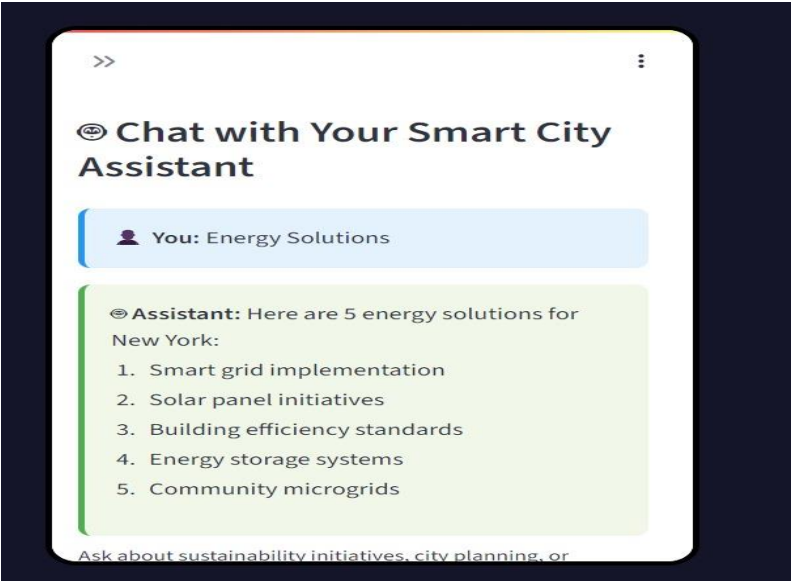 Chat with Your Smart City
Assistant
You: Energy Solutions
Assistant: Here are 5 energy solutions for
New York:
1. Smart grid implementation
2. Solar panel initiatives
3. Building efficiency standards
4. Energy storage systems
5. Community microgrids
Ask about sustainability initiatives, city planning, or